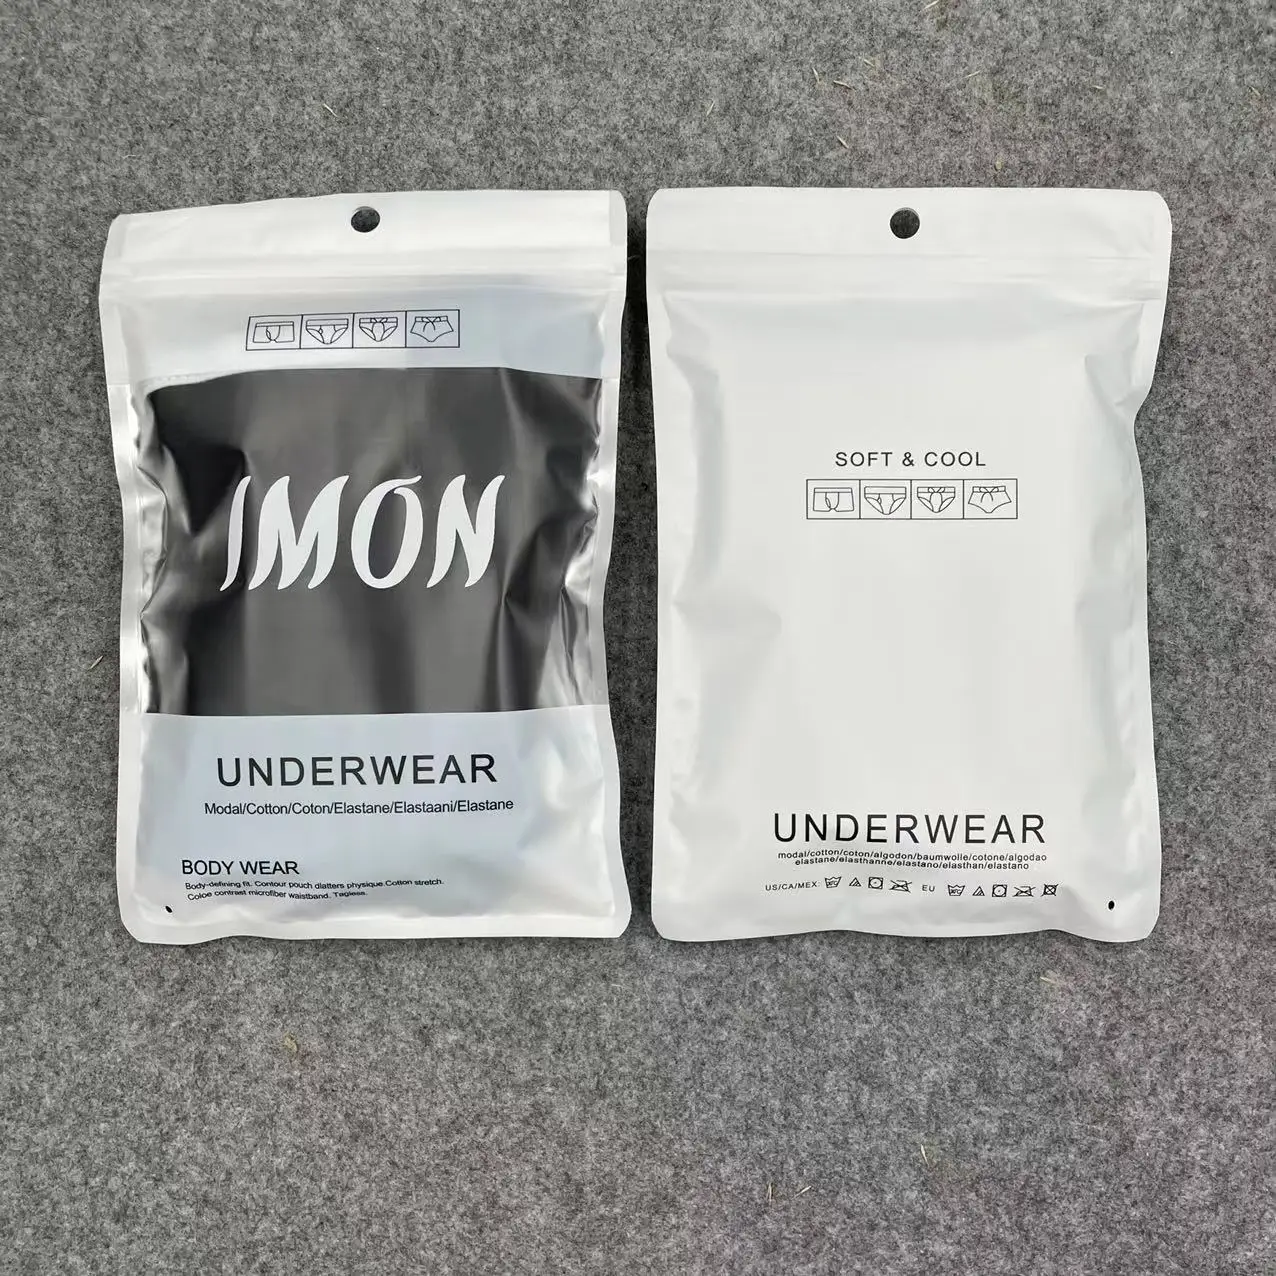 IMON
UNDERWEAR
Modal/Cotton/Coton/Elastane/Elastaani/Elastane
BODY WEAR
Body-defining fit. Contour pouch dlatters physique.Cotton stretch.
Coloe contrast microfiber waistband. Tagless.
SOFT & COOL
UNDERWEAR
modal/cotton/coton/algodon/baumwolle/cotone/algodao
elastane/elasthanne/elastano/elasthan/elastano
US/CA/MEX: EU